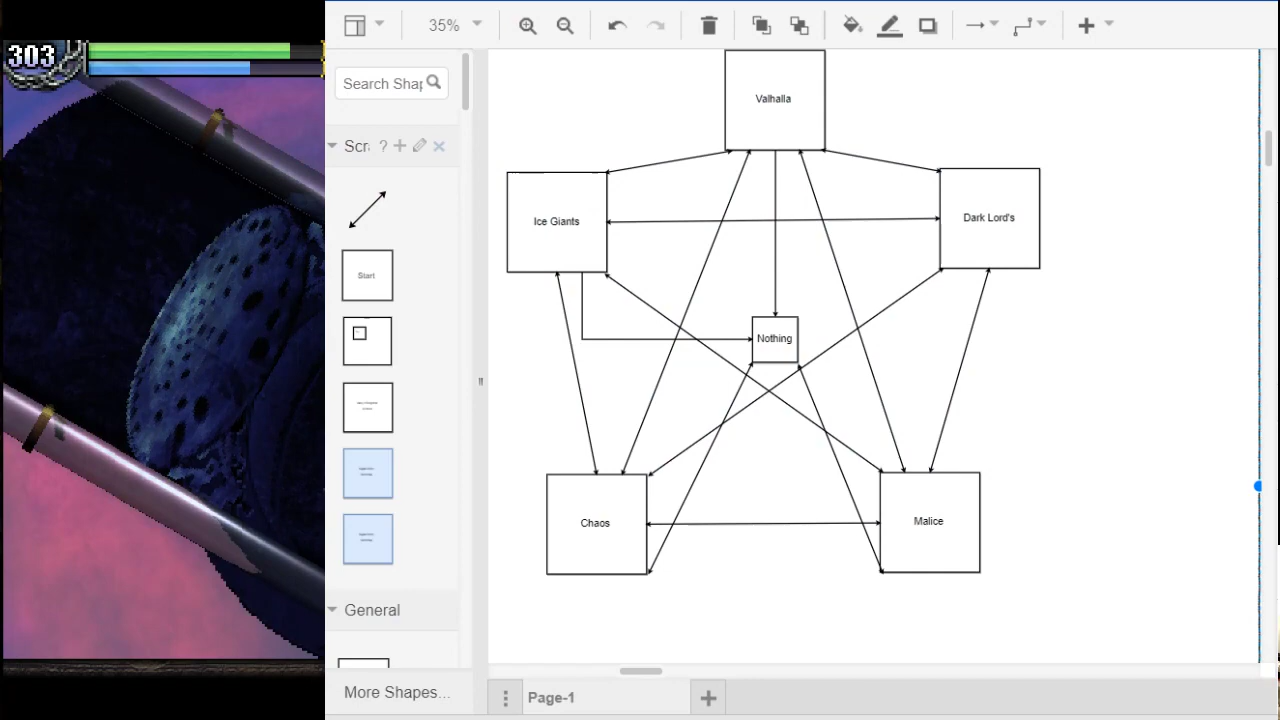 303
35%
Search Shap
Scr
?
Start
General
More Shapes...
Valhalla
Ice Giants
Dark Lord's
Nothing
Chaos
Malice
Page-1